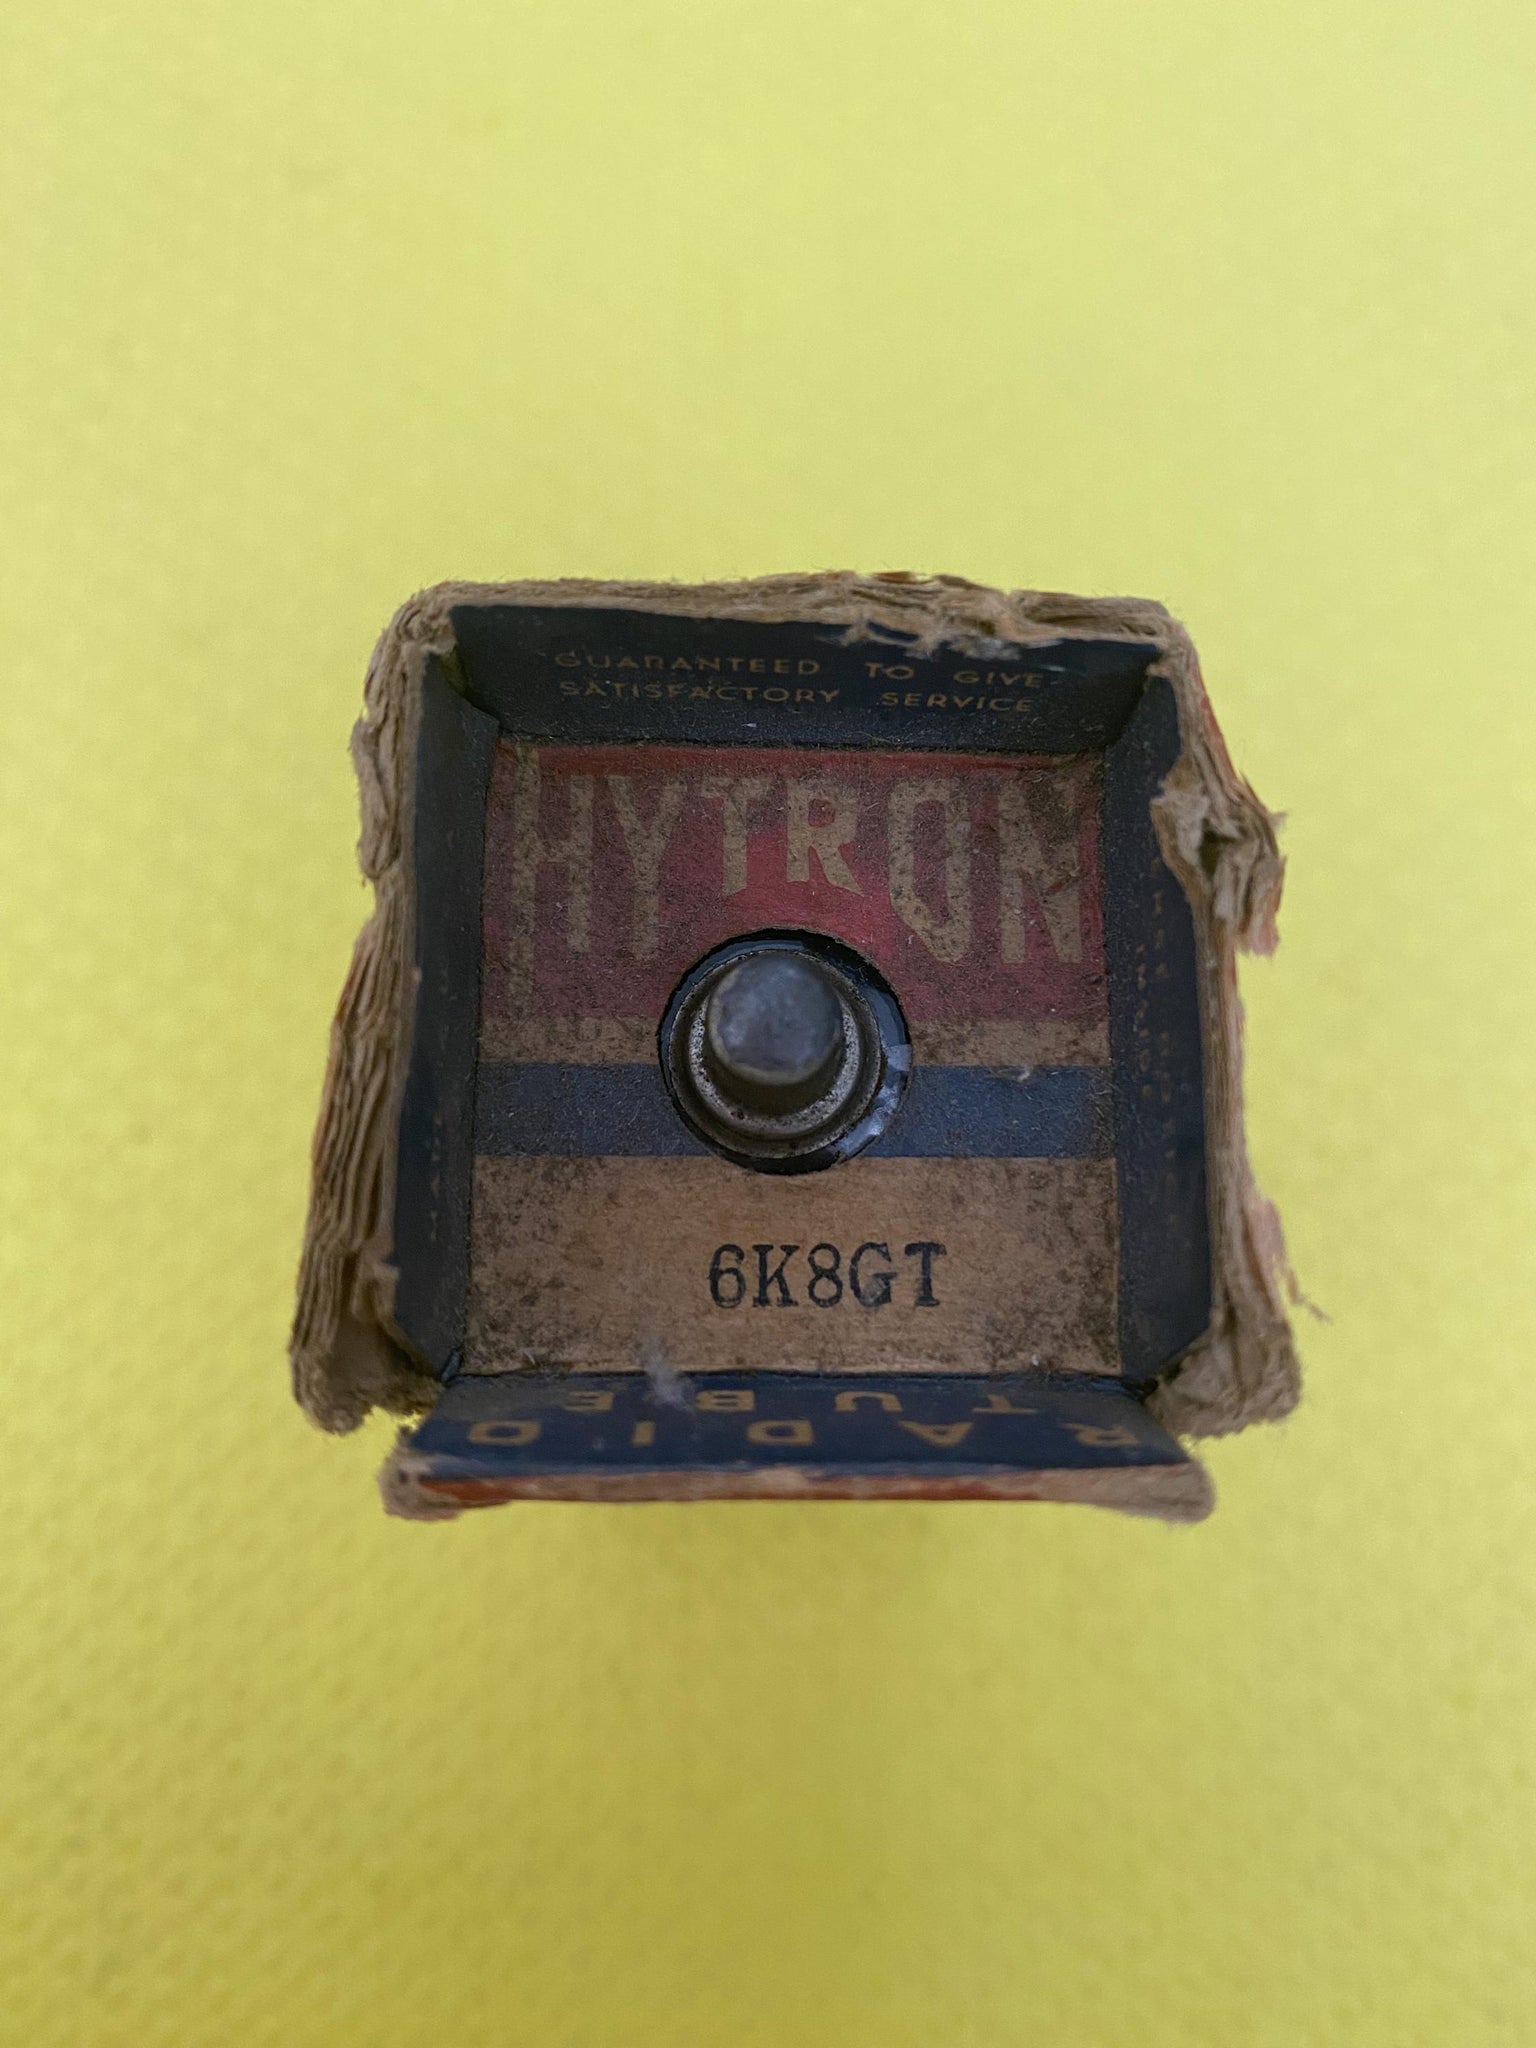 GUARANTEED TO GIVE
SATISFACTORY SERVICE
HYTRON
6K8GT
RADIO
TUBE